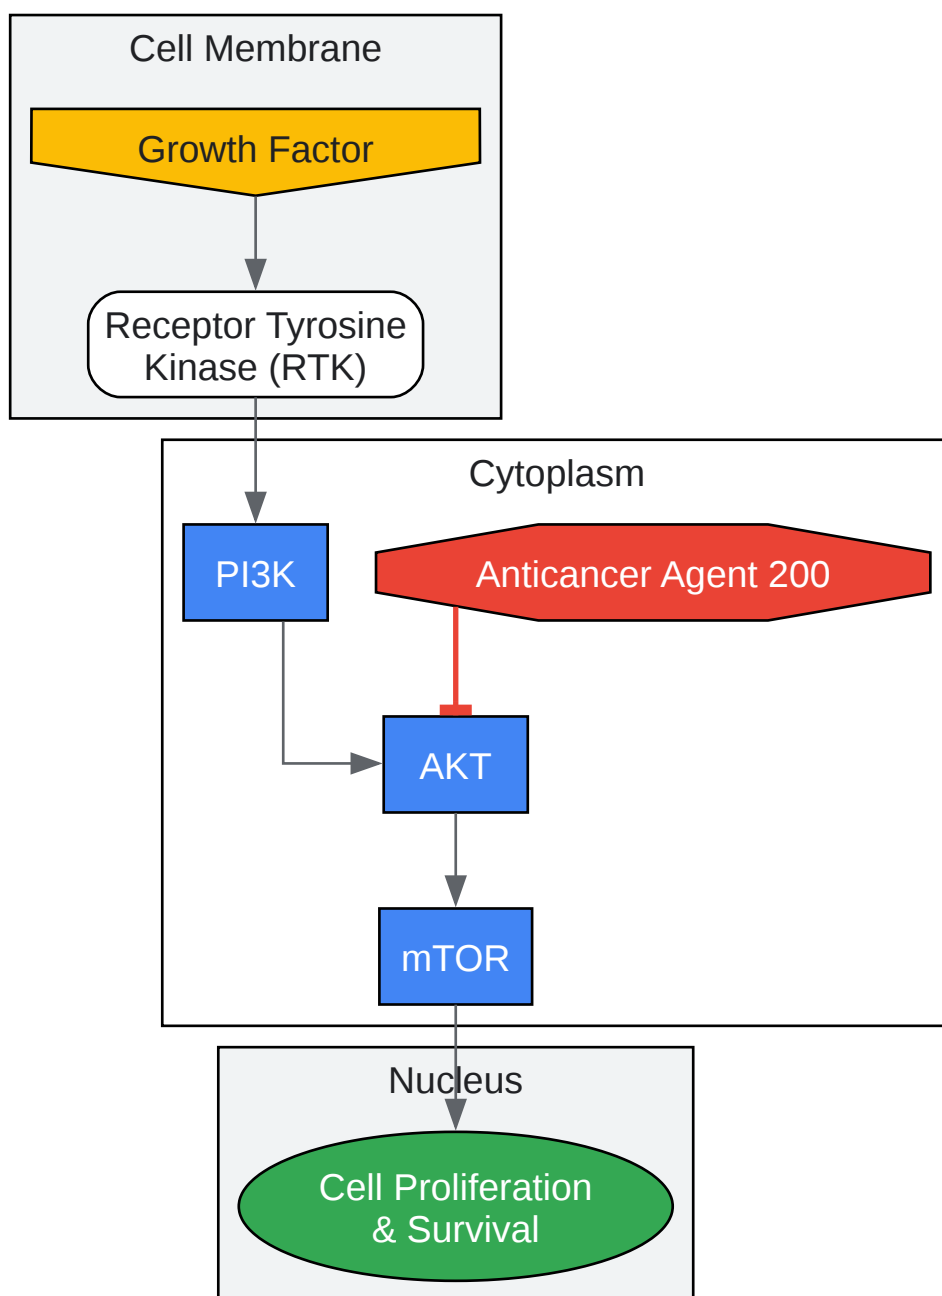 Cell Membrane
Growth Factor
Receptor Tyrosine
Kinase (RTK)
Cytoplasm
PI3K
Anticancer Agent 200
AKT
mTOR
Nucleus
Cell Proliferation
& Survival